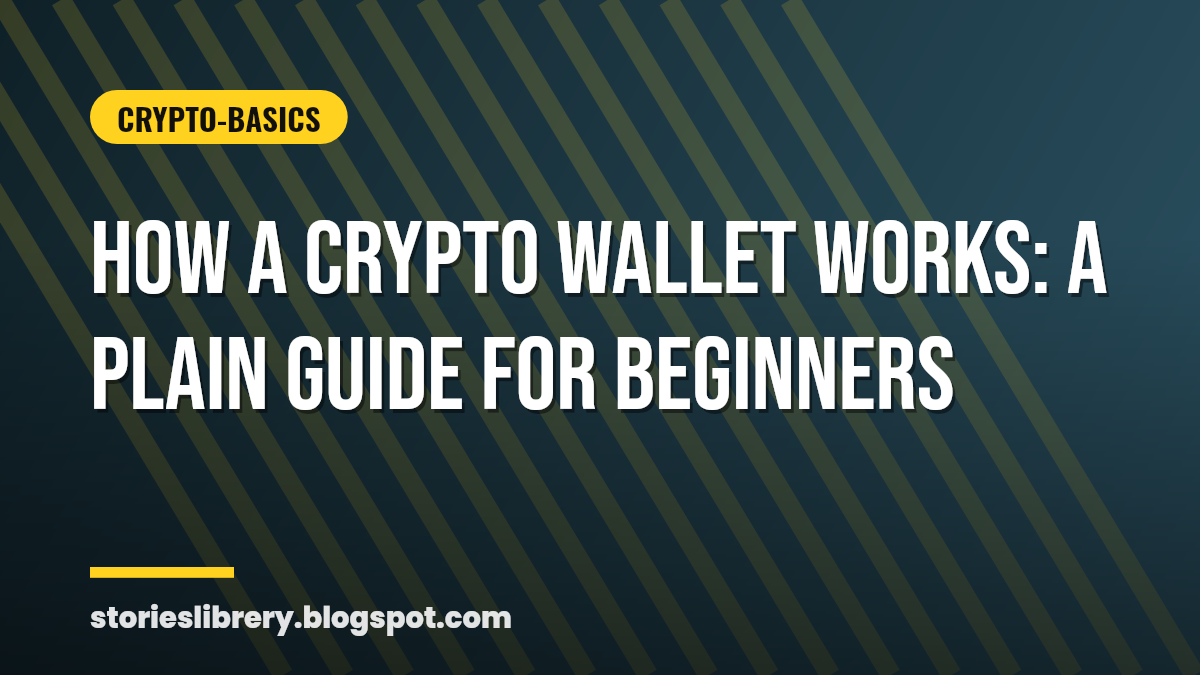 CRYPTO-BASICS
HOW A CRYPTO WALLET WORKS: A
PLAIN GUIDE FOR BEGINNERS
storieslibrery.blogspot.com